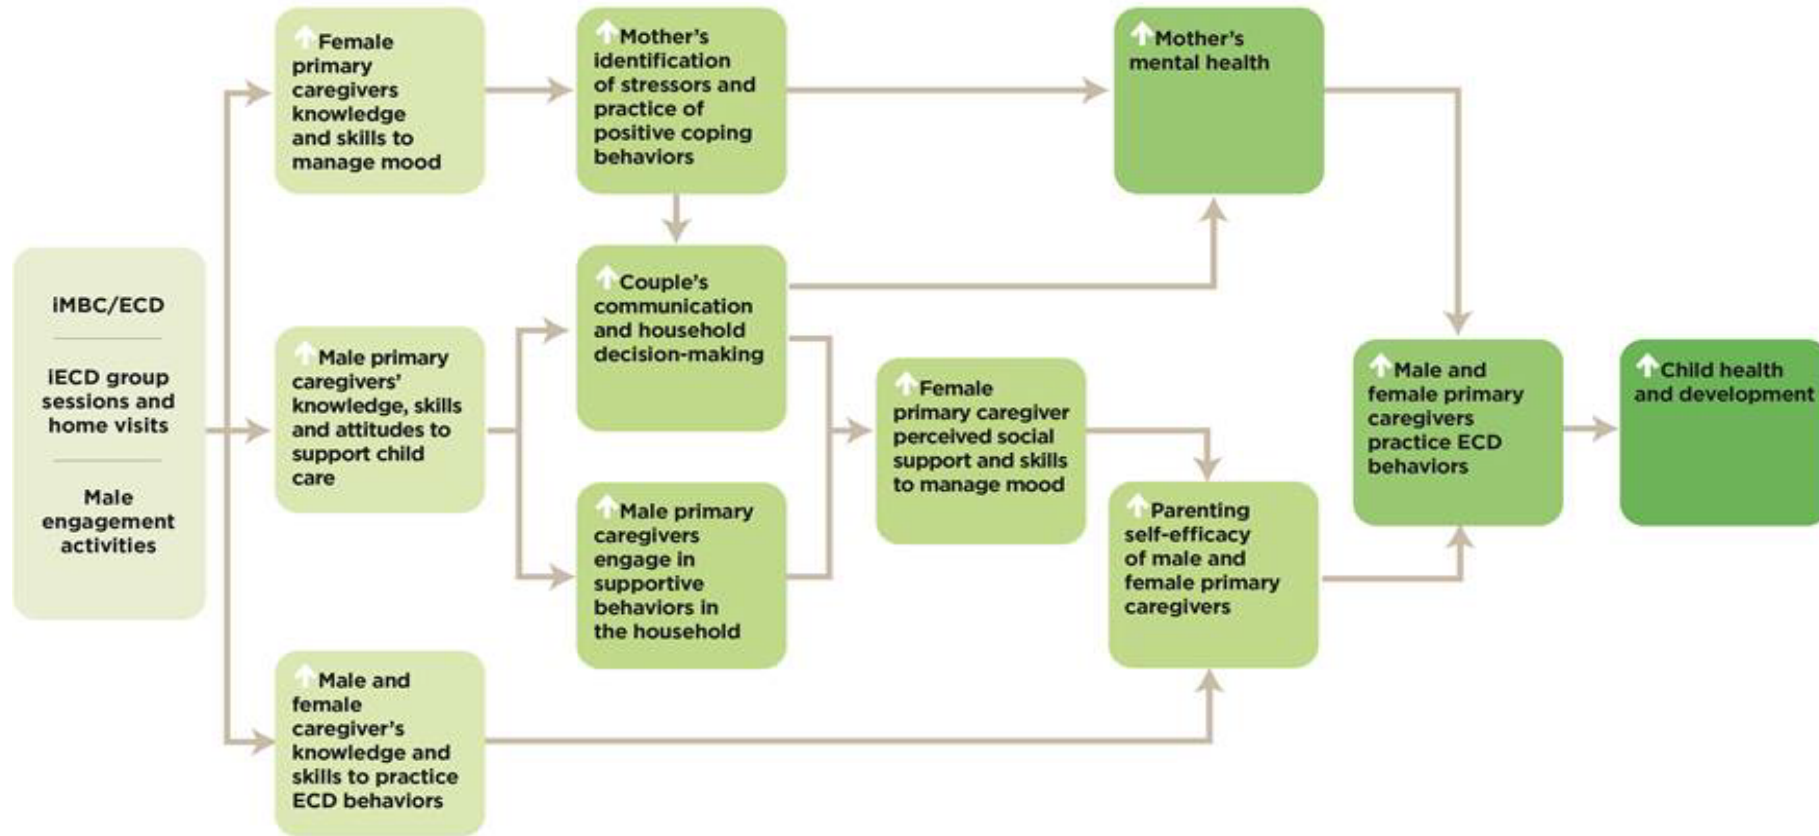 iMBC/ECD
iECD group
sessions and
home visits
Male
engagement
activities
Female
primary
caregivers
knowledge
and skills to
manage mood
Male primary
caregivers’
knowledge, skills
and attitudes to
support child
care
Male and
female
caregiver’s
knowledge and
skills to practice
ECD behaviors
Mother’s
identification
of stressors and
practice of
positive coping
behaviors
Couple’s
communication
and household
decision-making
Male primary
caregivers
engage in
supportive
behaviors in
the household
Female
primary caregiver
perceived social
support and skills
to manage mood
Mother’s
mental health
Parenting
self-efficacy
of male and
female primary
caregivers
Male and
female primary
caregivers
practice ECD
behaviors
Child health
and development